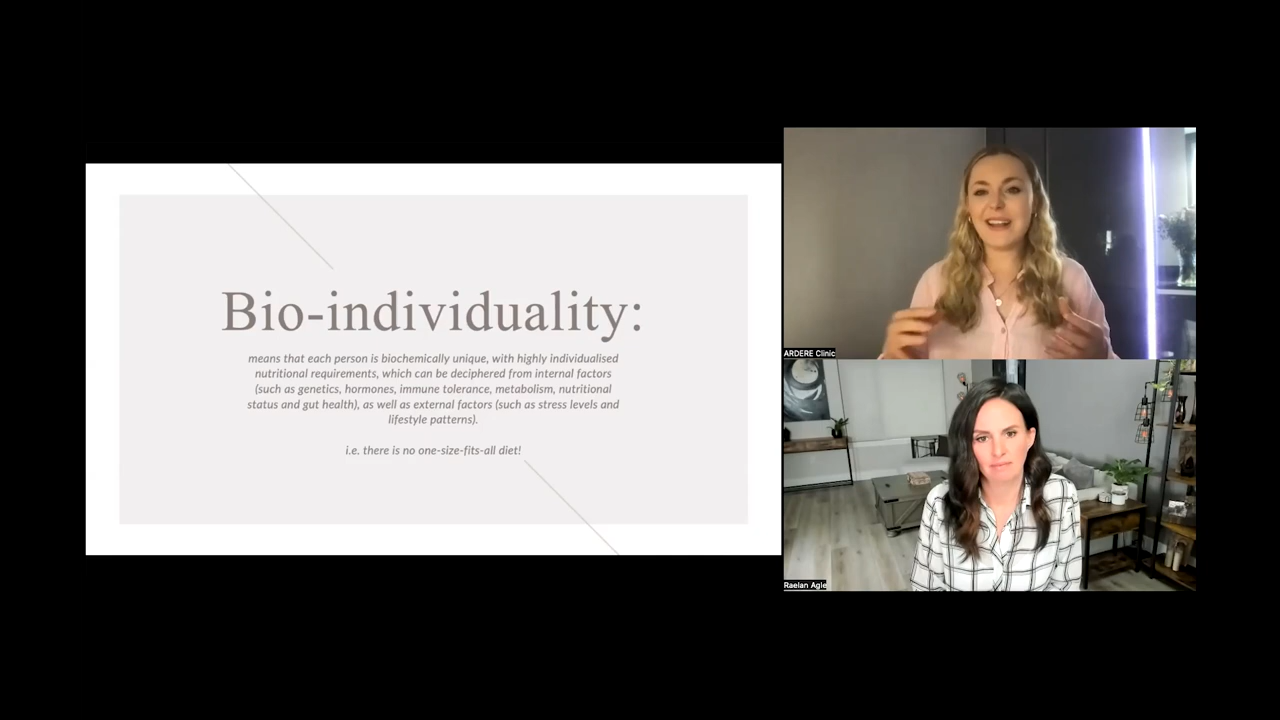 Bio-individuality:
means that each person is biochemically unique, with highly individualised
nutritional requirements, which can be deciphered from internal factors
(such as genetics, hormones, immune tolerance, metabolism, nutritional
status and gut health), as well as external factors (such as stress levels and
lifestyle patterns).
i.e. there is no one-size-fits-all diet!
ARDERE Clinic
Raelan Agle